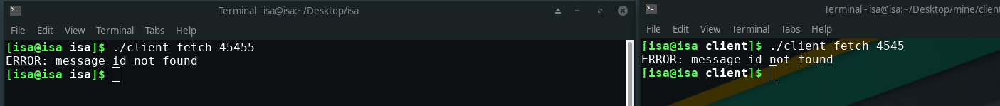 Terminal - isa@isa:~/Desktop/isa
File Edit View Terminal Tabs Help
[isa@isa isa]$ ./client fetch 45455
ERROR: message id not found
[isa@isa isa]$
Terminal - isa@isa:~/Desktop/mine/client
File Edit View Terminal Tabs Help
[isa@isa client]$ ./client fetch 4545
ERROR: message id not found
[isa@isa client]$